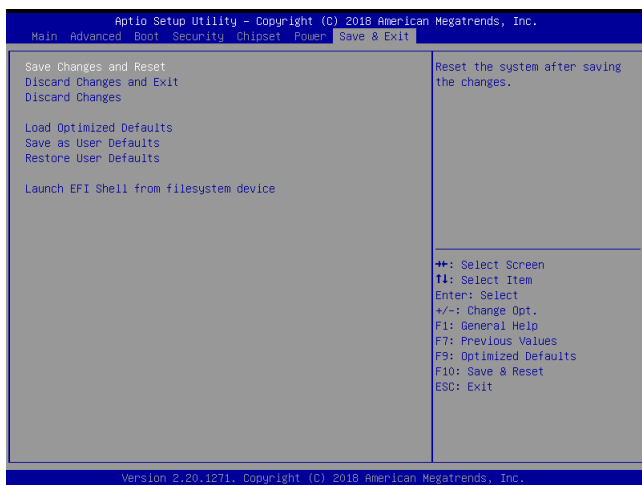 Aptio Setup Utility – Copyright (C) 2018 American Megatrends, Inc.
Main Advanced Boot Security Chipset Power Save & Exit
Save Changes and Reset
Discard Changes and Exit
Discard Changes
Load Optimized Defaults
Save as User Defaults
Restore User Defaults
Launch EFI Shell from filesystem device
Reset the system after saving
the changes.
→←: Select Screen
↑↓: Select Item
Enter: Select
+/-: Change Opt.
F1: General Help
F7: Previous Values
F9: Optimized Defaults
F10: Save & Reset
ESC: Exit
Version 2.20.1271. Copyright (C) 2018 American Megatrends, Inc.